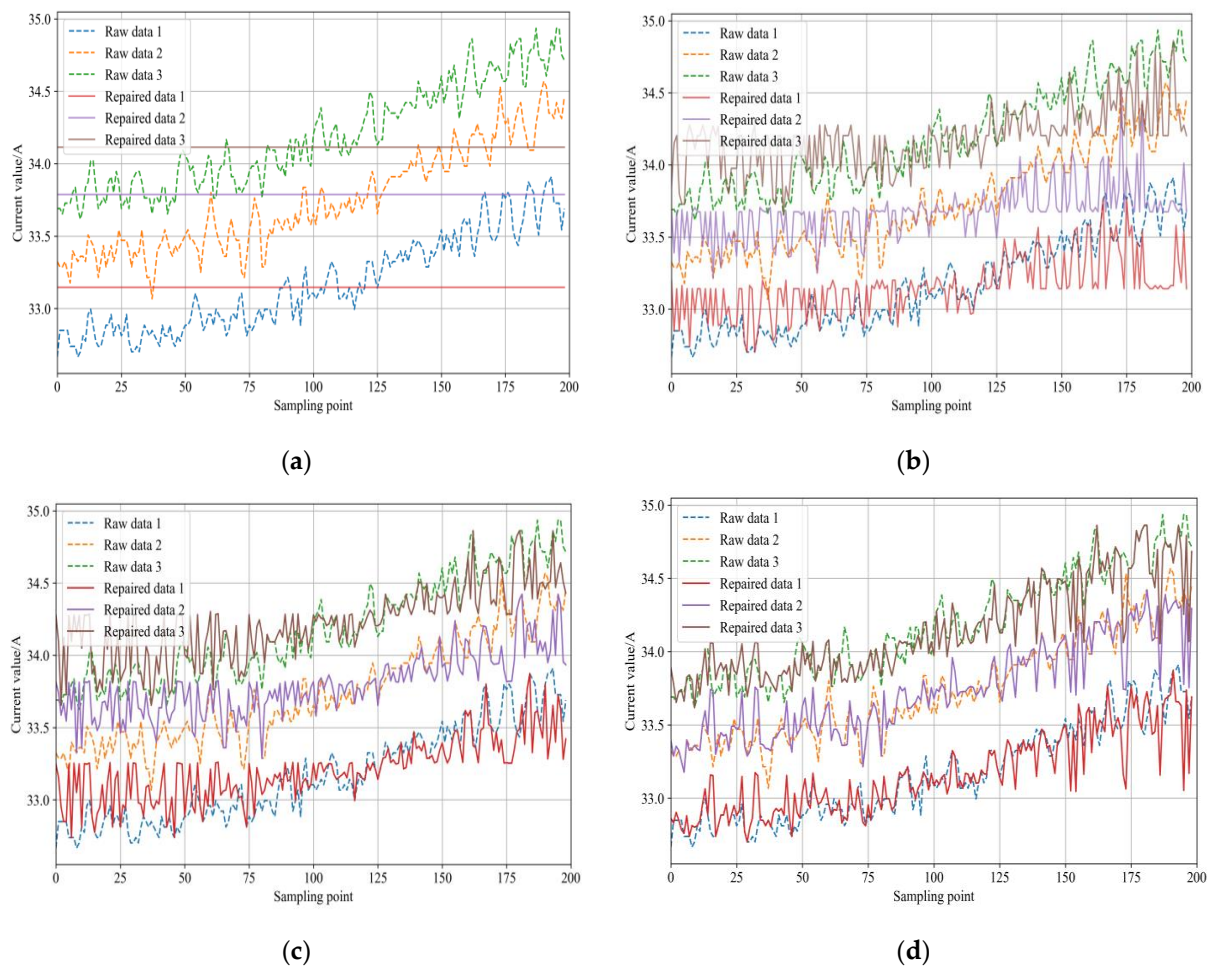 35.0
34.5
34.0
33.5
33.0
Current value/A
Raw data 1
Raw data 2
Raw data 3
Repaired data 1
Repaired data 2
Repaired data 3
0 25 50 75 100 125 150 175 200
Sampling point
(a)
35.0
34.5
34.0
33.5
33.0
Current value/A
Raw data 1
Raw data 2
Raw data 3
Repaired data 1
Repaired data 2
Repaired data 3
0 25 50 75 100 125 150 175 200
Sampling point
(b)
35.0
34.5
34.0
33.5
33.0
Current value/A
Raw data 1
Raw data 2
Raw data 3
Repaired data 1
Repaired data 2
Repaired data 3
0 25 50 75 100 125 150 175 200
Sampling point
(c)
35.0
34.5
34.0
33.5
33.0
Current value/A
Raw data 1
Raw data 2
Raw data 3
Repaired data 1
Repaired data 2
Repaired data 3
0 25 50 75 100 125 150 175 200
Sampling point
(d)